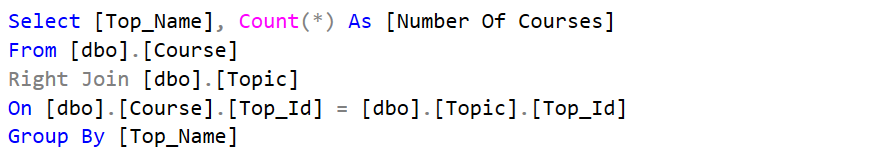 Select [Top_Name], Count(*) As [Number Of Courses]
From [dbo].[Course]
Right Join [dbo].[Topic]
On [dbo].[Course].[Top_Id] = [dbo].[Topic].[Top_Id]
Group By [Top_Name]